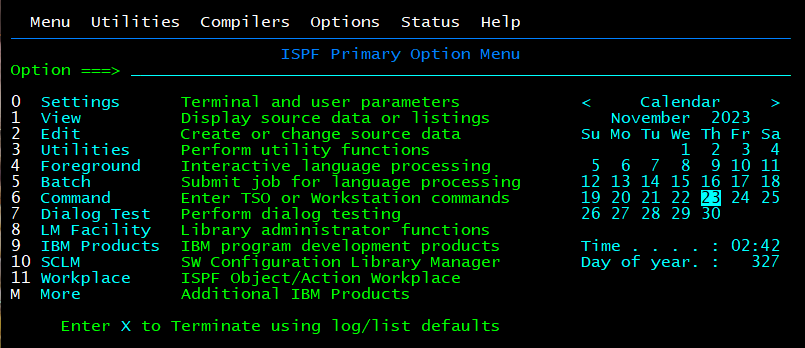 Menu  Utilities  Compilers  Options  Status  Help
ISPF Primary Option Menu
Option ===>
0  Settings      Terminal and user parameters            <     Calendar      >
1  View          Display source data or listings            November  2023
2  Edit          Create or change source data            Su Mo Tu We Th Fr Sa
3  Utilities     Perform utility functions                         1  2  3  4
4  Foreground    Interactive language processing          5  6  7  8  9 10 11
5  Batch         Submit job for language processing      12 13 14 15 16 17 18
6  Command       Enter TSO or Workstation commands       19 20 21 22 23 24 25
7  Dialog Test   Perform dialog testing                  26 27 28 29 30
8  LM Facility   Library administrator functions
9  IBM Products  IBM program development products        Time . . . . : 02:42
10 SCLM          SW Configuration Library Manager        Day of year. :   327
11 Workplace     ISPF Object/Action Workplace
M  More          Additional IBM Products
Enter X to Terminate using log/list defaults